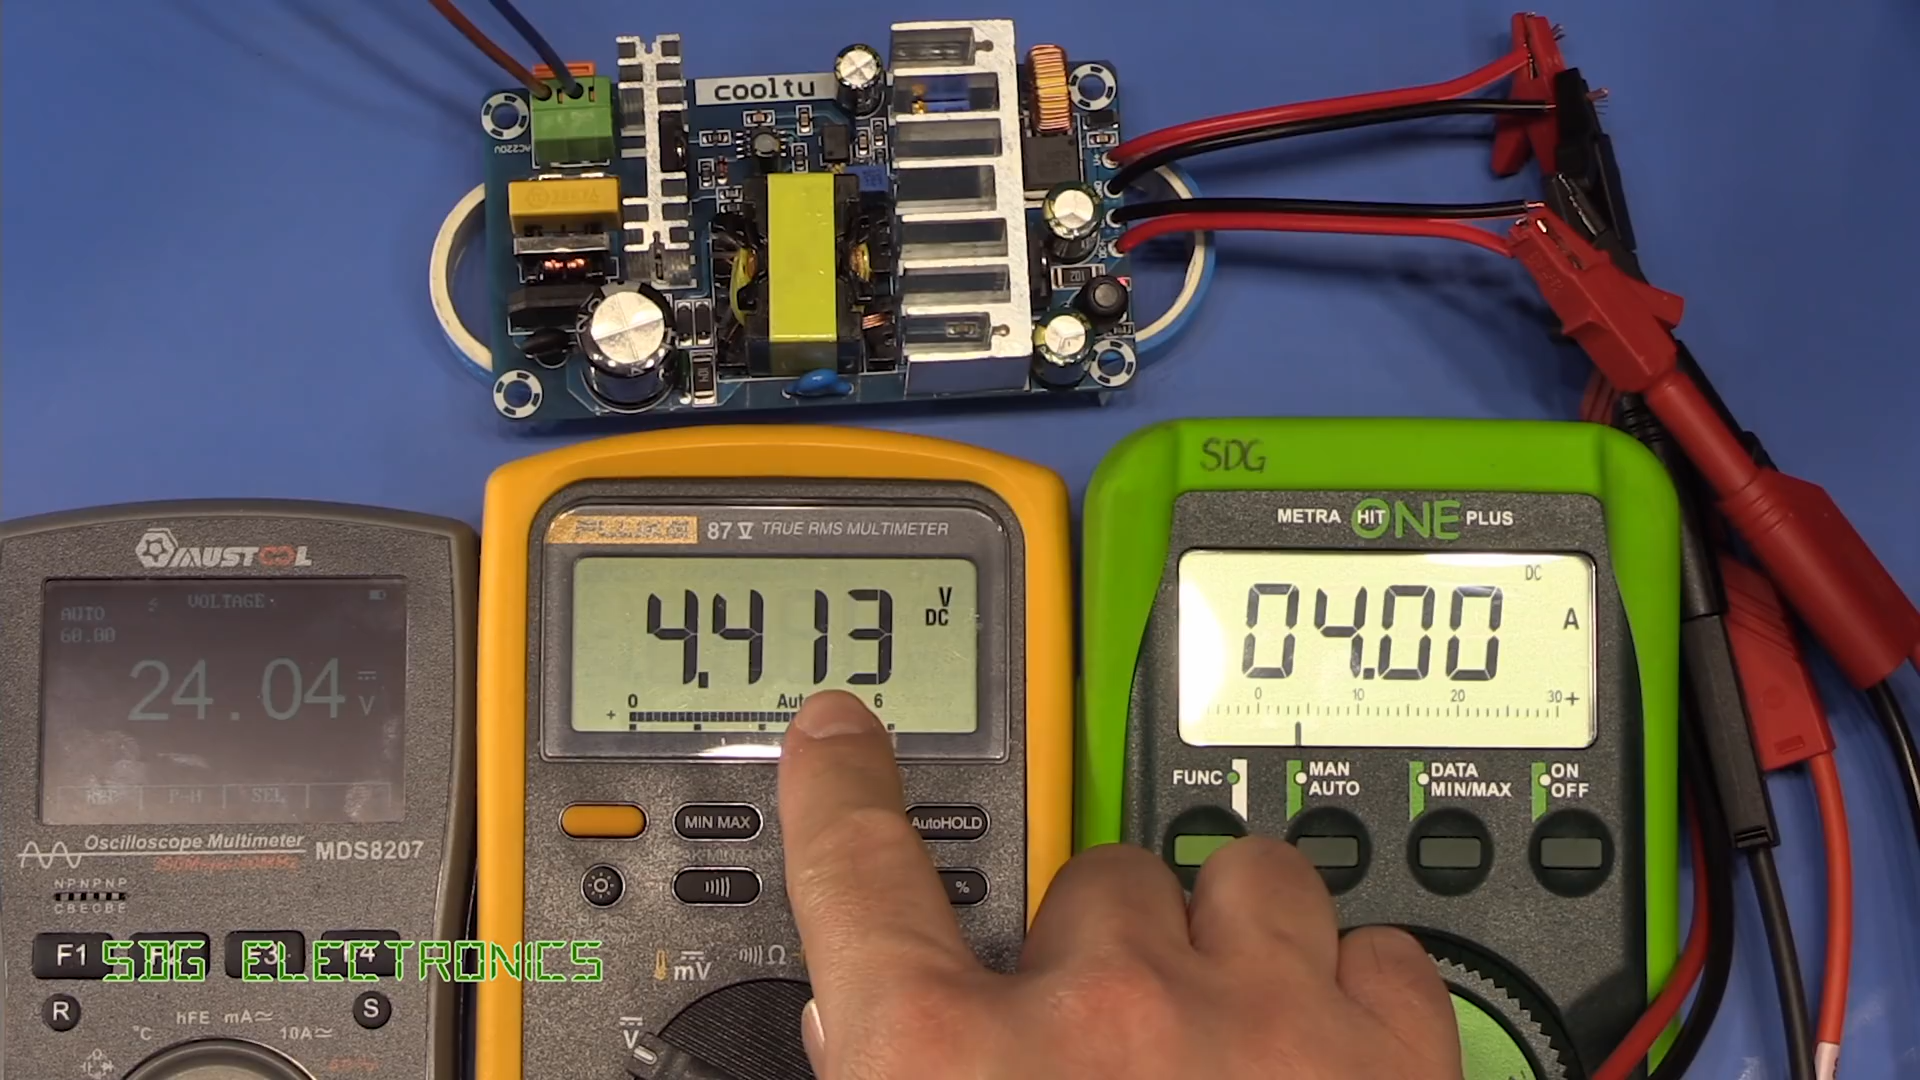 cooltu
AC220V
SDG
87 V TRUE RMS MULTIMETER
METRA HIT ONE PLUS
MUSTOOL
AUTO
VOLTAGE
60.00
24.04 V
4.413 V DC
0 6
04.00 DC A
0 10 20 30+
FUNC
MAN AUTO
DATA MIN/MAX
ON OFF
MIN MAX
AutoHOLD
%
Oscilloscope Multimeter
MDS8207
NPNPNP
CBEOBE
F1
SDG ELECTRONICS
mV
Ω
R
S
hFE mA
°C
10A
V